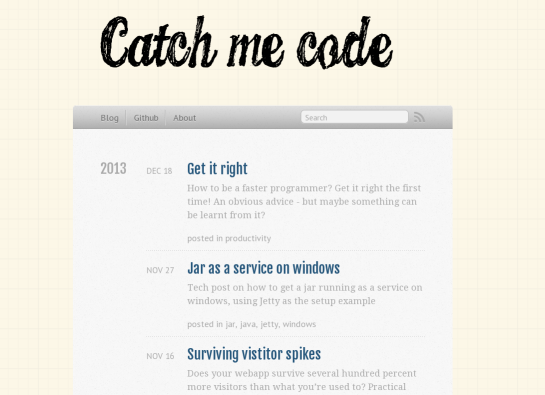 Catch me code
Blog Github About Search
2013 DEC 18 Get it right
How to be a faster programmer? Get it right the first
time! An obvious advice - but maybe something can
be learnt from it?
posted in productivity
NOV 27 Jar as a service on windows
Tech post on how to get a jar running as a service on
windows, using Jetty as the setup example
posted in jar, java, jetty, windows
NOV 16 Surviving vistitor spikes
Does your webapp survive several hundred percent
more visitors than what you're used to? Practical